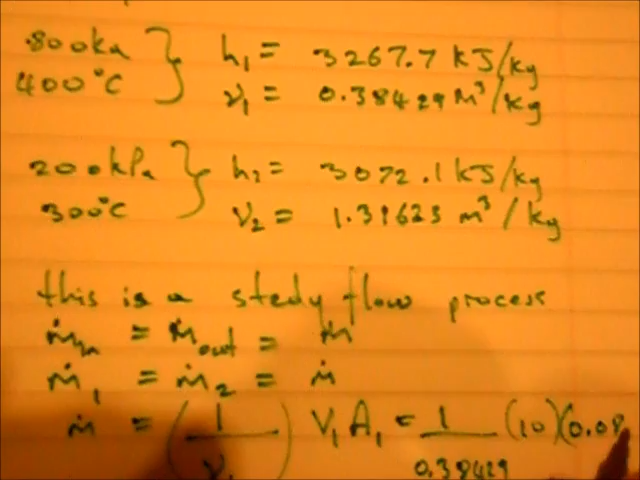 800ka } h₁ = 3267.7 kJ/kg
400°C v₁ = 0.38429 m³/kg
200kPa } h₂ = 3072.1 kJ/kg
300°C v₂ = 1.31623 m³/kg
this is a stedy flow process
ṁin = ṁout = ṁ
ṁ₁ = ṁ₂ = ṁ
ṁ = (1/v₁) V₁A₁ = 1/0.38429 (10)(0.08